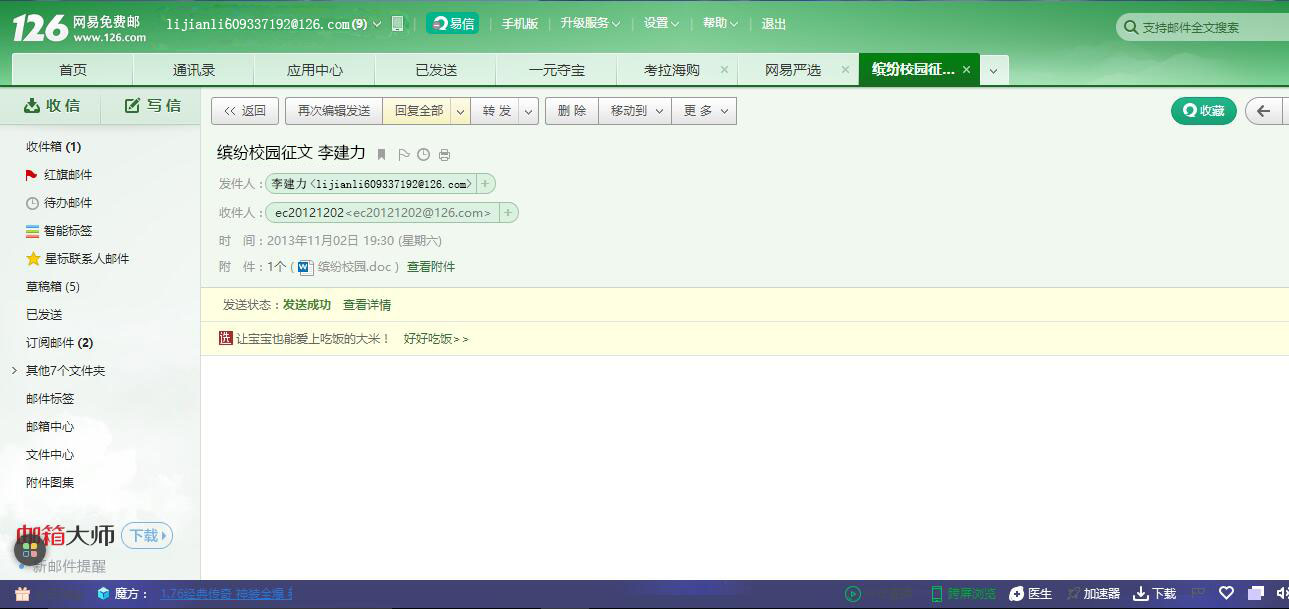 126 网易免费邮 www.126.com lijianli609337192@126.com(9) 易信 手机版 升级服务 设置 帮助 退出 支持邮件全文搜索
首页 通讯录 应用中心 已发送 一元夺宝 考拉海购 × 网易严选 × 缤纷校园征... ×
收信 写信 << 返回 再次编辑发送 回复全部 转发 删除 移动到 更多 收藏
收件箱 (1)
红旗邮件
待办邮件
智能标签
星标联系人邮件
草稿箱 (5)
已发送
订阅邮件 (2)
其他7个文件夹
邮件标签
邮箱中心
文件中心
附件图集
邮箱大师 下载
新邮件提醒
缤纷校园征文 李建力
发件人：李建力<lijianli609337192@126.com> +
收件人：ec20121202<ec20121202@126.com> +
时 间：2013年11月02日 19:30 (星期六)
附 件：1个 ( W 缤纷校园.doc ) 查看附件
发送状态：发送成功 查看详情
选 让宝宝也能爱上吃饭的大米！ 好好吃饭>>
魔方： 1.76经典传奇 神装全爆 跨屏浏览 医生 加速器 下载